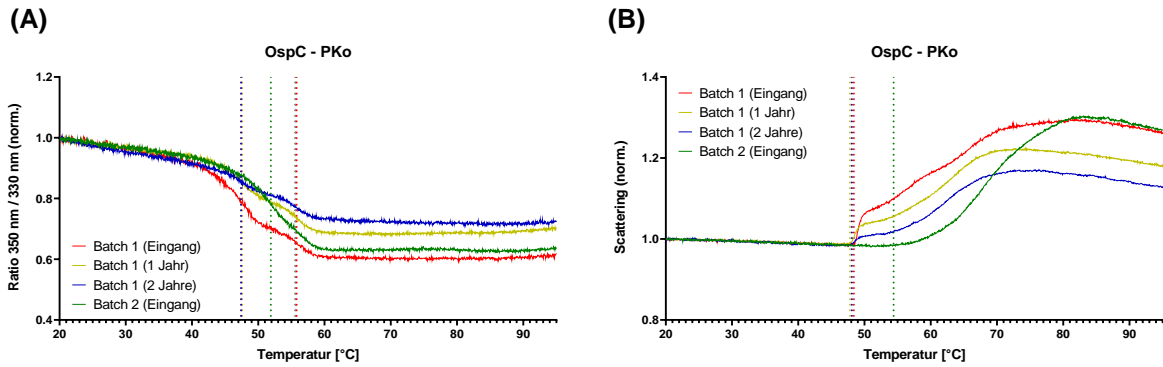 (A)
OspC - PKo
1.2
1.0
0.8
0.6
0.4
Ratio 350 nm / 330 nm (norm.)
Batch 1 (Eingang)
Batch 1 (1 Jahr)
Batch 1 (2 Jahre)
Batch 2 (Eingang)
20 30 40 50 60 70 80 90
Temperatur [°C]
(B)
OspC - PKo
1.4
1.2
1.0
0.8
Scattering (norm.)
Batch 1 (Eingang)
Batch 1 (1 Jahr)
Batch 1 (2 Jahre)
Batch 2 (Eingang)
20 30 40 50 60 70 80 90
Temperatur [°C]